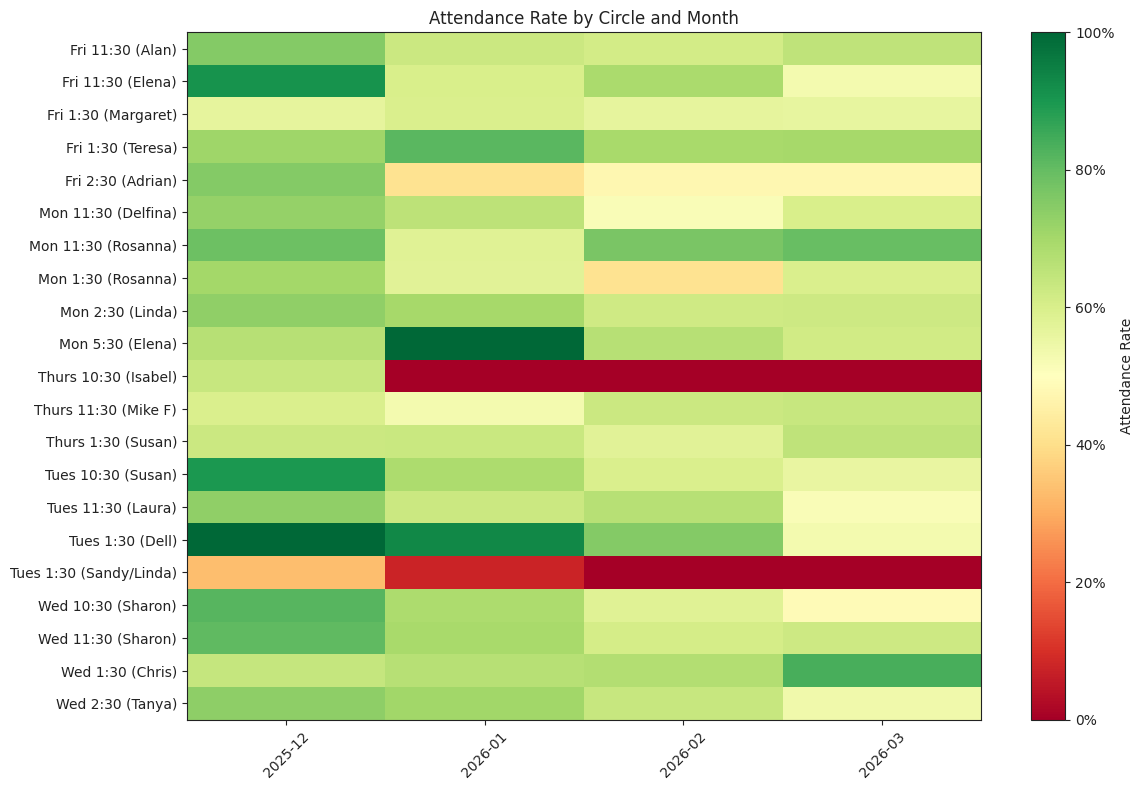 Attendance Rate by Circle and Month
Fri 11:30 (Alan)
Fri 11:30 (Elena)
Fri 1:30 (Margaret)
Fri 1:30 (Teresa)
Fri 2:30 (Adrian)
Mon 11:30 (Delfina)
Mon 11:30 (Rosanna)
Mon 1:30 (Rosanna)
Mon 2:30 (Linda)
Mon 5:30 (Elena)
Thurs 10:30 (Isabel)
Thurs 11:30 (Mike F)
Thurs 1:30 (Susan)
Tues 10:30 (Susan)
Tues 11:30 (Laura)
Tues 1:30 (Dell)
Tues 1:30 (Sandy/Linda)
Wed 10:30 (Sharon)
Wed 11:30 (Sharon)
Wed 1:30 (Chris)
Wed 2:30 (Tanya)
2025-12
2026-01
2026-02
2026-03
100%
80%
60%
40%
20%
0%
Attendance Rate